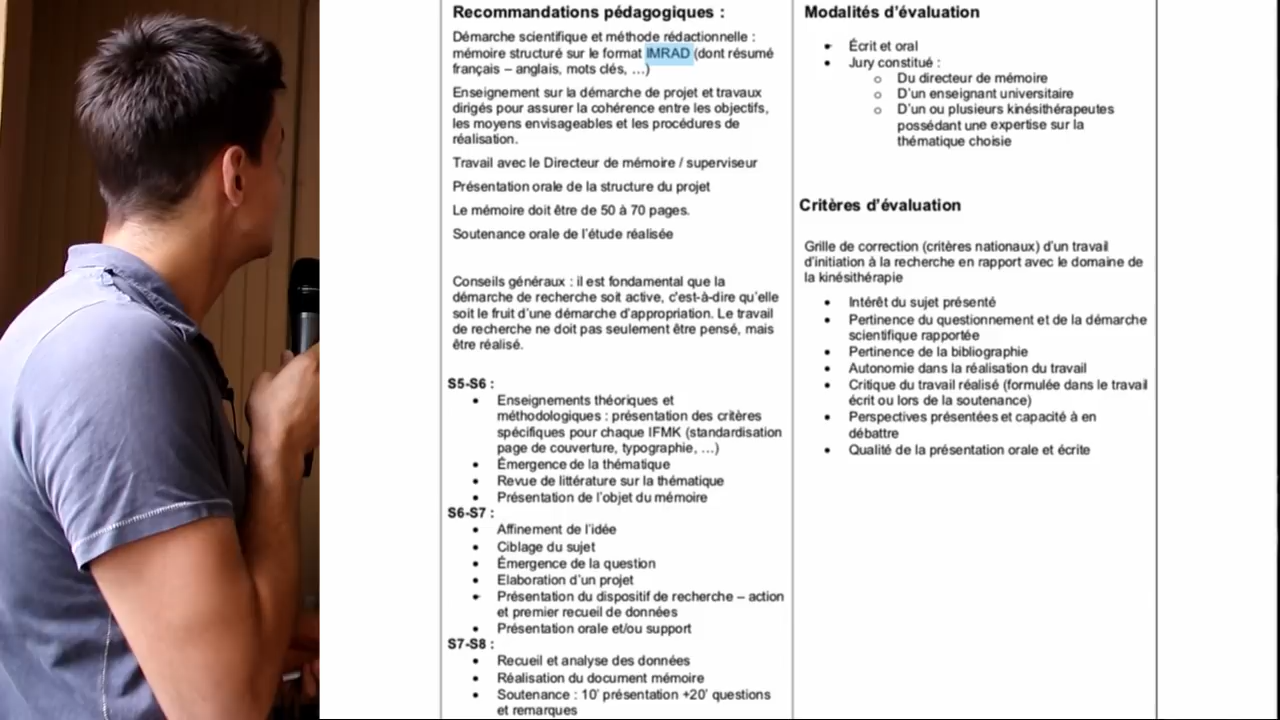 Recommandations pédagogiques :
Démarche scientifique et méthode rédactionnelle :
mémoire structuré sur le format IMRAD (dont résumé
français – anglais, mots clés, …)
Enseignement sur la démarche de projet et travaux
dirigés pour assurer la cohérence entre les objectifs,
les moyens envisageables et les procédures de
réalisation.
Travail avec le Directeur de mémoire / superviseur
Présentation orale de la structure du projet
Le mémoire doit être de 50 à 70 pages.
Soutenance orale de l'étude réalisée
Conseils généraux : il est fondamental que la
démarche de recherche soit active, c'est-à-dire qu'elle
soit le fruit d'une démarche d'appropriation. Le travail
de recherche ne doit pas seulement être pensé, mais
être réalisé.
S5-S6 :
• Enseignements théoriques et
méthodologiques : présentation des critères
spécifiques pour chaque IFMK (standardisation
page de couverture, typographie, …)
• Émergence de la thématique
• Revue de littérature sur la thématique
• Présentation de l'objet du mémoire
S6-S7 :
• Affinement de l'idée
• Ciblage du sujet
• Émergence de la question
• Elaboration d'un projet
• Présentation du dispositif de recherche – action
et premier recueil de données
• Présentation orale et/ou support
S7-S8 :
• Recueil et analyse des données
• Réalisation du document mémoire
• Soutenance : 10' présentation +20' questions
et remarques
Modalités d'évaluation
• Écrit et oral
• Jury constitué :
o Du directeur de mémoire
o D'un enseignant universitaire
o D'un ou plusieurs kinésithérapeutes
possédant une expertise sur la
thématique choisie
Critères d'évaluation
Grille de correction (critères nationaux) d'un travail
d'initiation à la recherche en rapport avec le domaine de
la kinésithérapie
• Intérêt du sujet présenté
• Pertinence du questionnement et de la démarche
scientifique rapportée
• Pertinence de la bibliographie
• Autonomie dans la réalisation du travail
• Critique du travail réalisé (formulée dans le travail
écrit ou lors de la soutenance)
• Perspectives présentées et capacité à en
débattre
• Qualité de la présentation orale et écrite